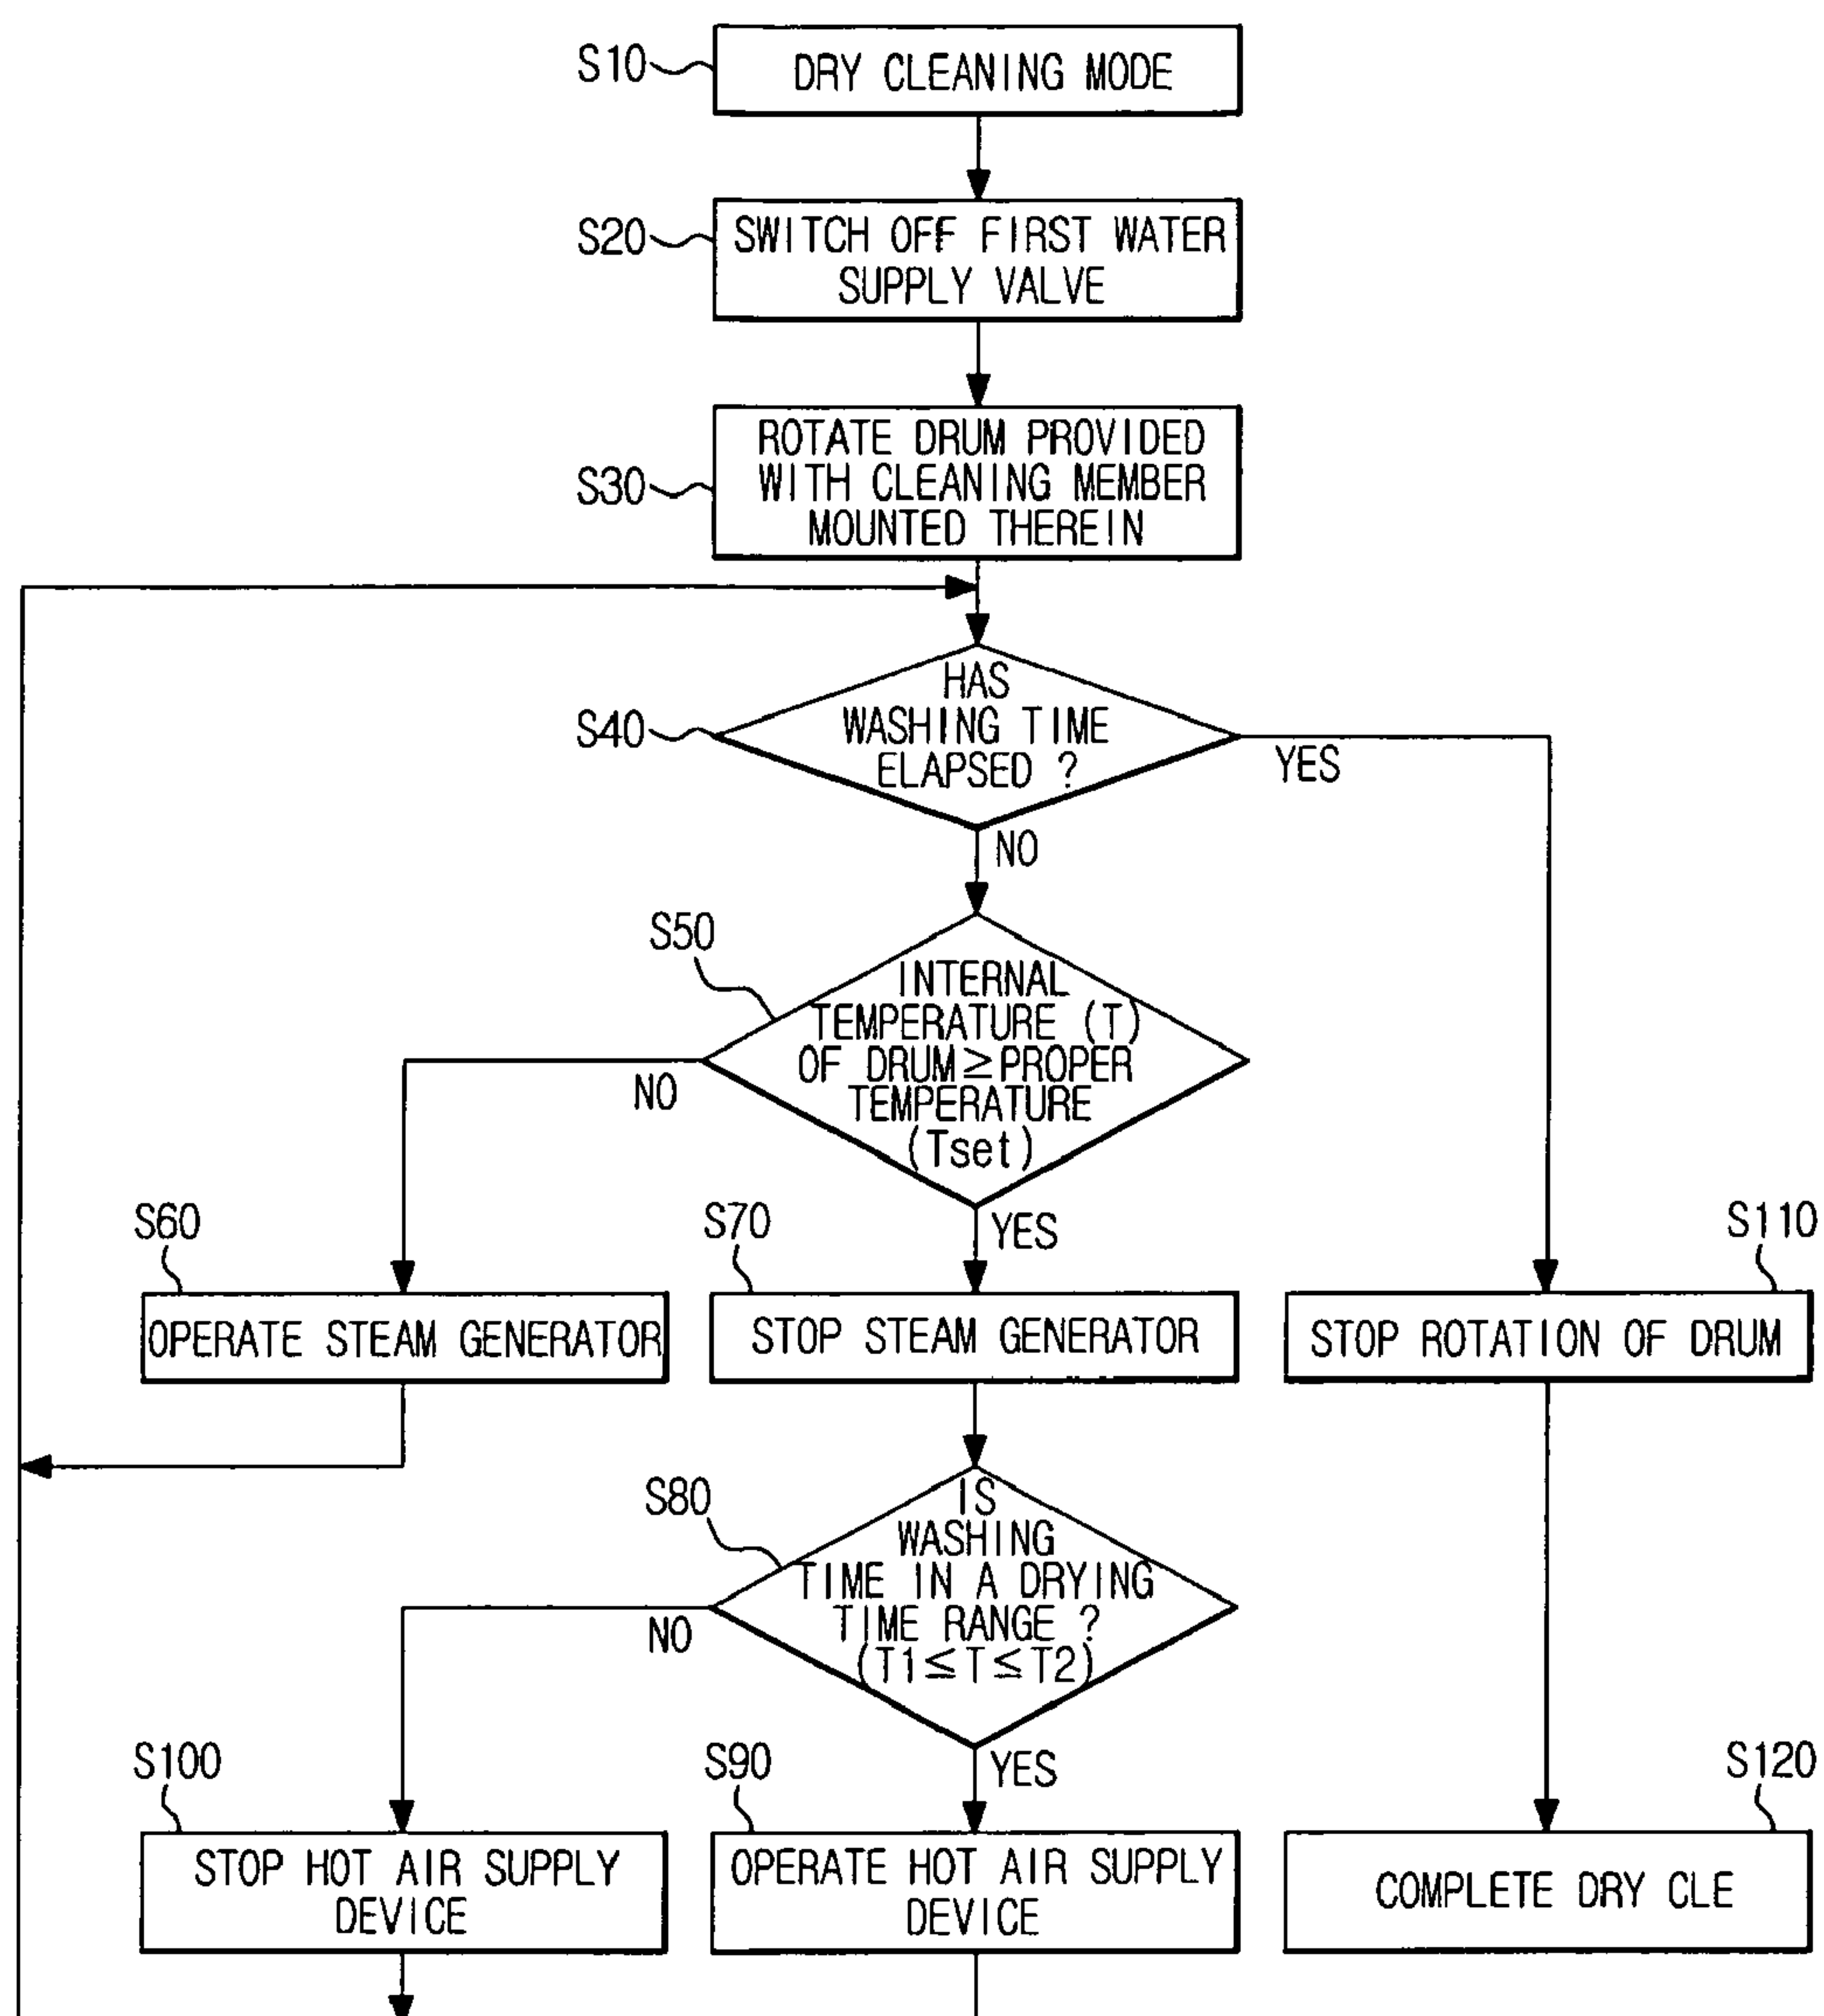 S10
DRY CLEANING MODE
S20
SWITCH OFF FIRST WATER
SUPPLY VALVE
S30
ROTATE DRUM PROVIDED
WITH CLEANING MEMBER
MOUNTED THEREIN
S40
HAS
WASHING TIME
ELAPSED ?
YES
NO
S50
INTERNAL
TEMPERATURE (T)
OF DRUM≧PROPER
TEMPERATURE
(Tset)
NO
YES
S60
OPERATE STEAM GENERATOR
S70
STOP STEAM GENERATOR
S110
STOP ROTATION OF DRUM
S80
IS
WASHING
TIME IN A DRYING
TIME RANGE ?
(T1≦T≦T2)
NO
YES
S100
STOP HOT AIR SUPPLY
DEVICE
S90
OPERATE HOT AIR SUPPLY
DEVICE
S120
COMPLETE DRY CLE